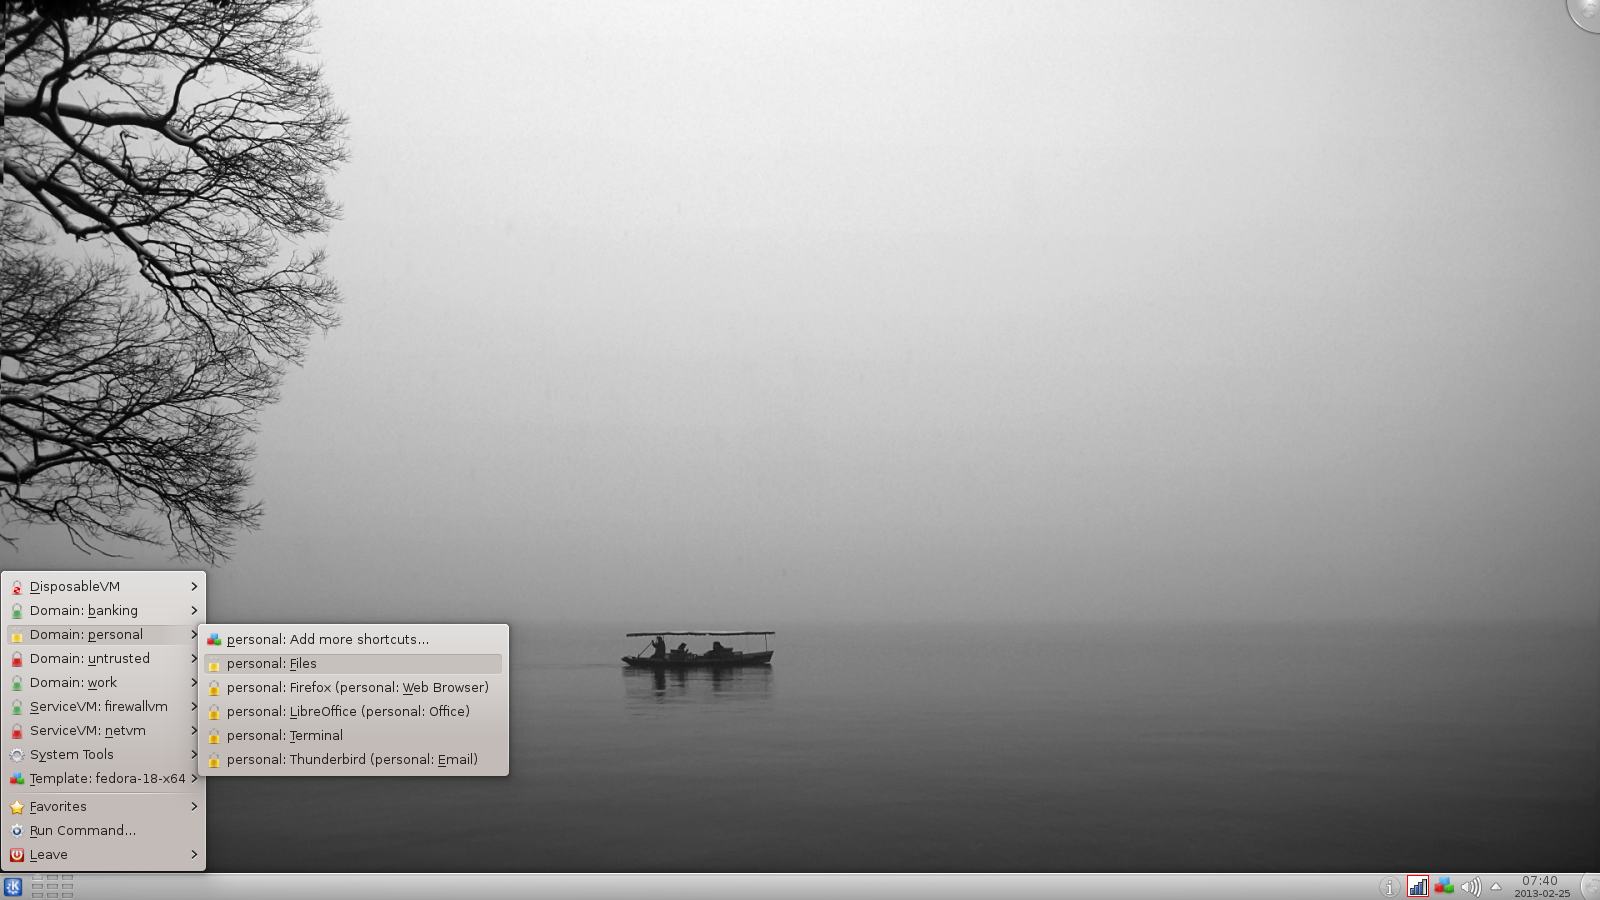 DisposableVM
Domain: banking
Domain: personal
Domain: untrusted
Domain: work
ServiceVM: firewallvm
ServiceVM: netvm
System Tools
Template: fedora-18-x64
Favorites
Run Command...
Leave
personal: Add more shortcuts...
personal: Files
personal: Firefox (personal: Web Browser)
personal: LibreOffice (personal: Office)
personal: Terminal
personal: Thunderbird (personal: Email)
07:40
2013-02-25